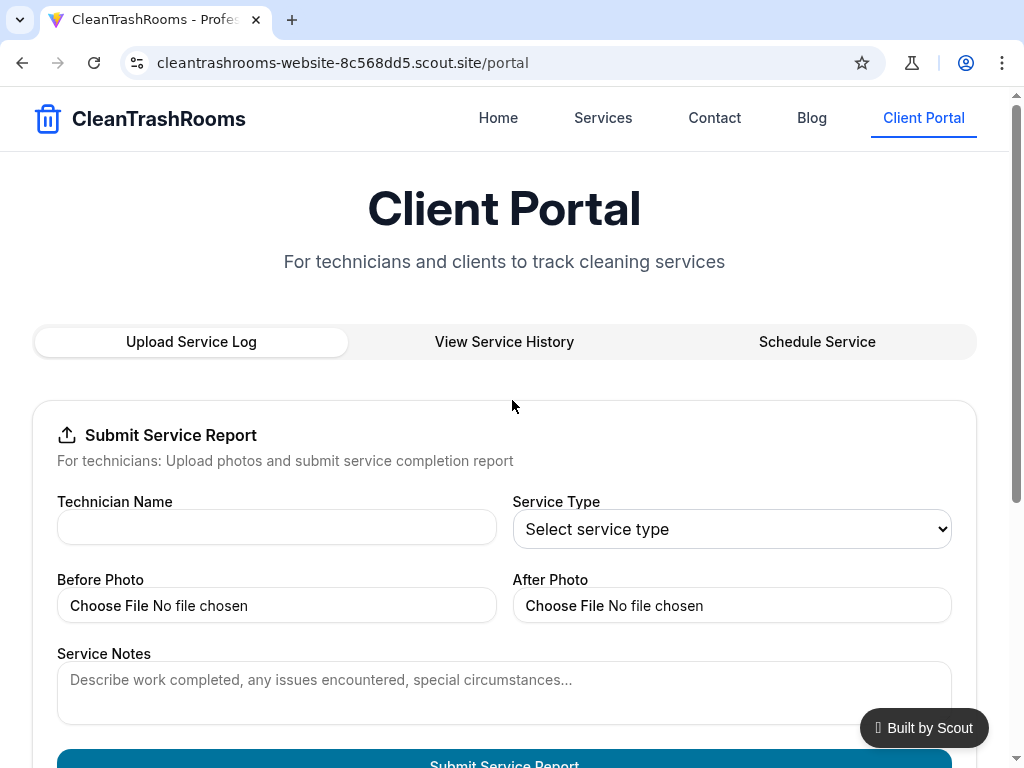 CleanTrashRooms - Profes
cleantrashrooms-website-8c568dd5.scout.site/portal
CleanTrashRooms
Home
Services
Contact
Blog
Client Portal
Client Portal
For technicians and clients to track cleaning services
Upload Service Log
View Service History
Schedule Service
Submit Service Report
For technicians: Upload photos and submit service completion report
Technician Name
Service Type
Select service type
Before Photo
After Photo
Choose File No file chosen
Choose File No file chosen
Service Notes
Describe work completed, any issues encountered, special circumstances...
Built by Scout
Submit Service Report